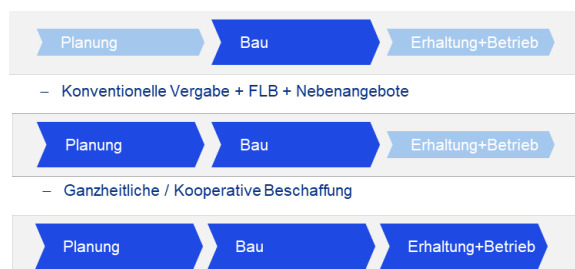 Planung Bau Erhaltung+Betrieb
– Konventionelle Vergabe + FLB + Nebenangebote
Planung Bau Erhaltung+Betrieb
– Ganzheitliche / Kooperative Beschaffung
Planung Bau Erhaltung+Betrieb